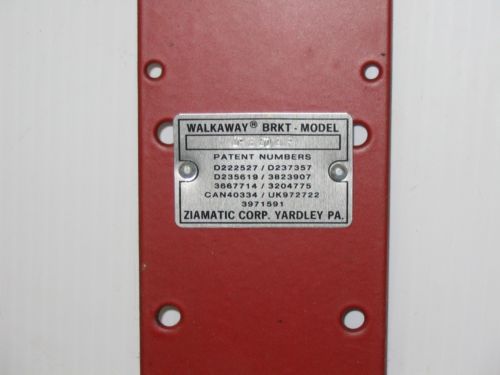 WALKAWAY® BRKT - MODEL
PATENT NUMBERS
D222527 / D237357
D235619 / 3823907
3667714 / 3204775
CAN40334 / UK972722
3971591
ZIAMATIC CORP. YARDLEY PA.